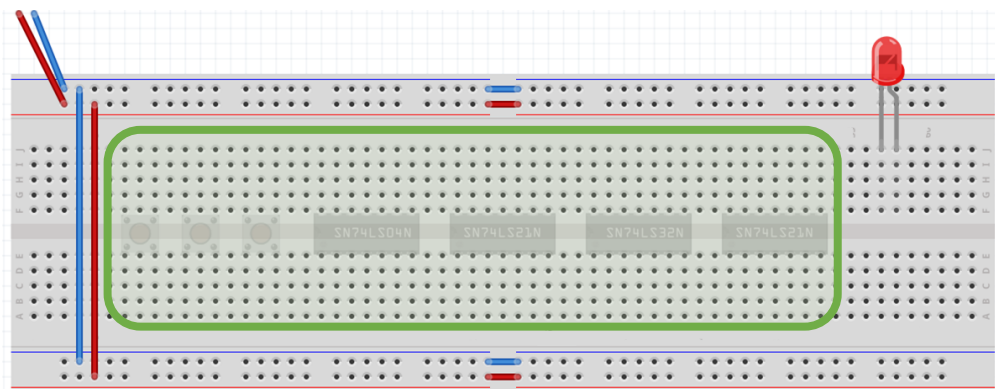 J J
I I
H H
G G
F F
SN74LS04N SN74LS21N SN74LS32N SN74LS21N
E E
D D
C C
B B
A A